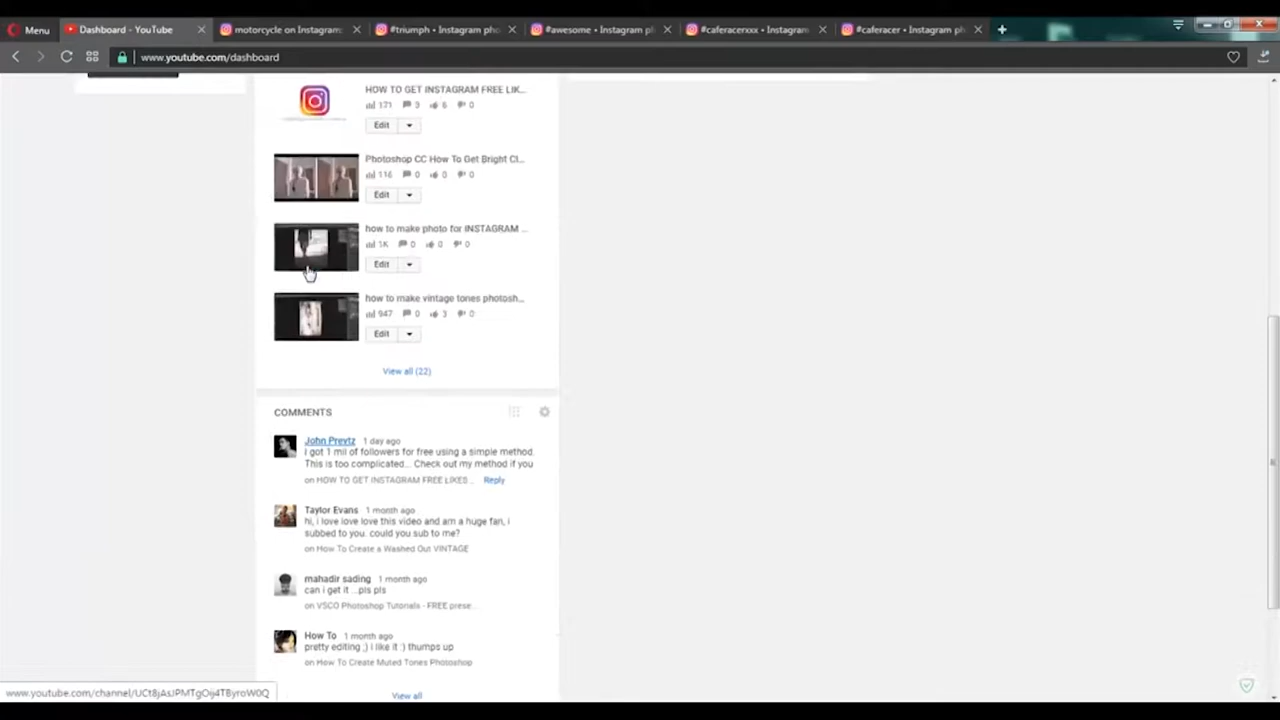 Menu
Dashboard - YouTube
motorcycle on Instagram:
#triumph • Instagram pho
#awesome • Instagram ph
#caferacerxxx • Instagram
#caferacer • Instagram p
www.youtube.com/dashboard
HOW TO GET INSTAGRAM FREE LIK...
171 3 6 0
Edit
Photoshop CC How To Get Bright Cl...
116 0 0 0
Edit
how to make photo for INSTAGRAM ...
1K 0 0 0
Edit
how to make vintage tones photosh...
947 0 3 0
Edit
View all (22)
COMMENTS
John Prevtz 1 day ago
i got 1 mil of followers for free using a simple method.
This is too complicated... Check out my method if you
on HOW TO GET INSTAGRAM FREE LIKES ... Reply
Taylor Evans 1 month ago
hi, i love love love this video and am a huge fan, i
subbed to you. could you sub to me?
on How To Create a Washed Out VINTAGE
mahadir sading 1 month ago
can i get it ...pls pls
on VSCO Photoshop Tutorials - FREE prese...
How To 1 month ago
pretty editing ;) i like it :) thumps up
on How To Create Muted Tones Photoshop
View all
www.youtube.com/channel/UCt8jAsJPMTgOij4TByroW0Q